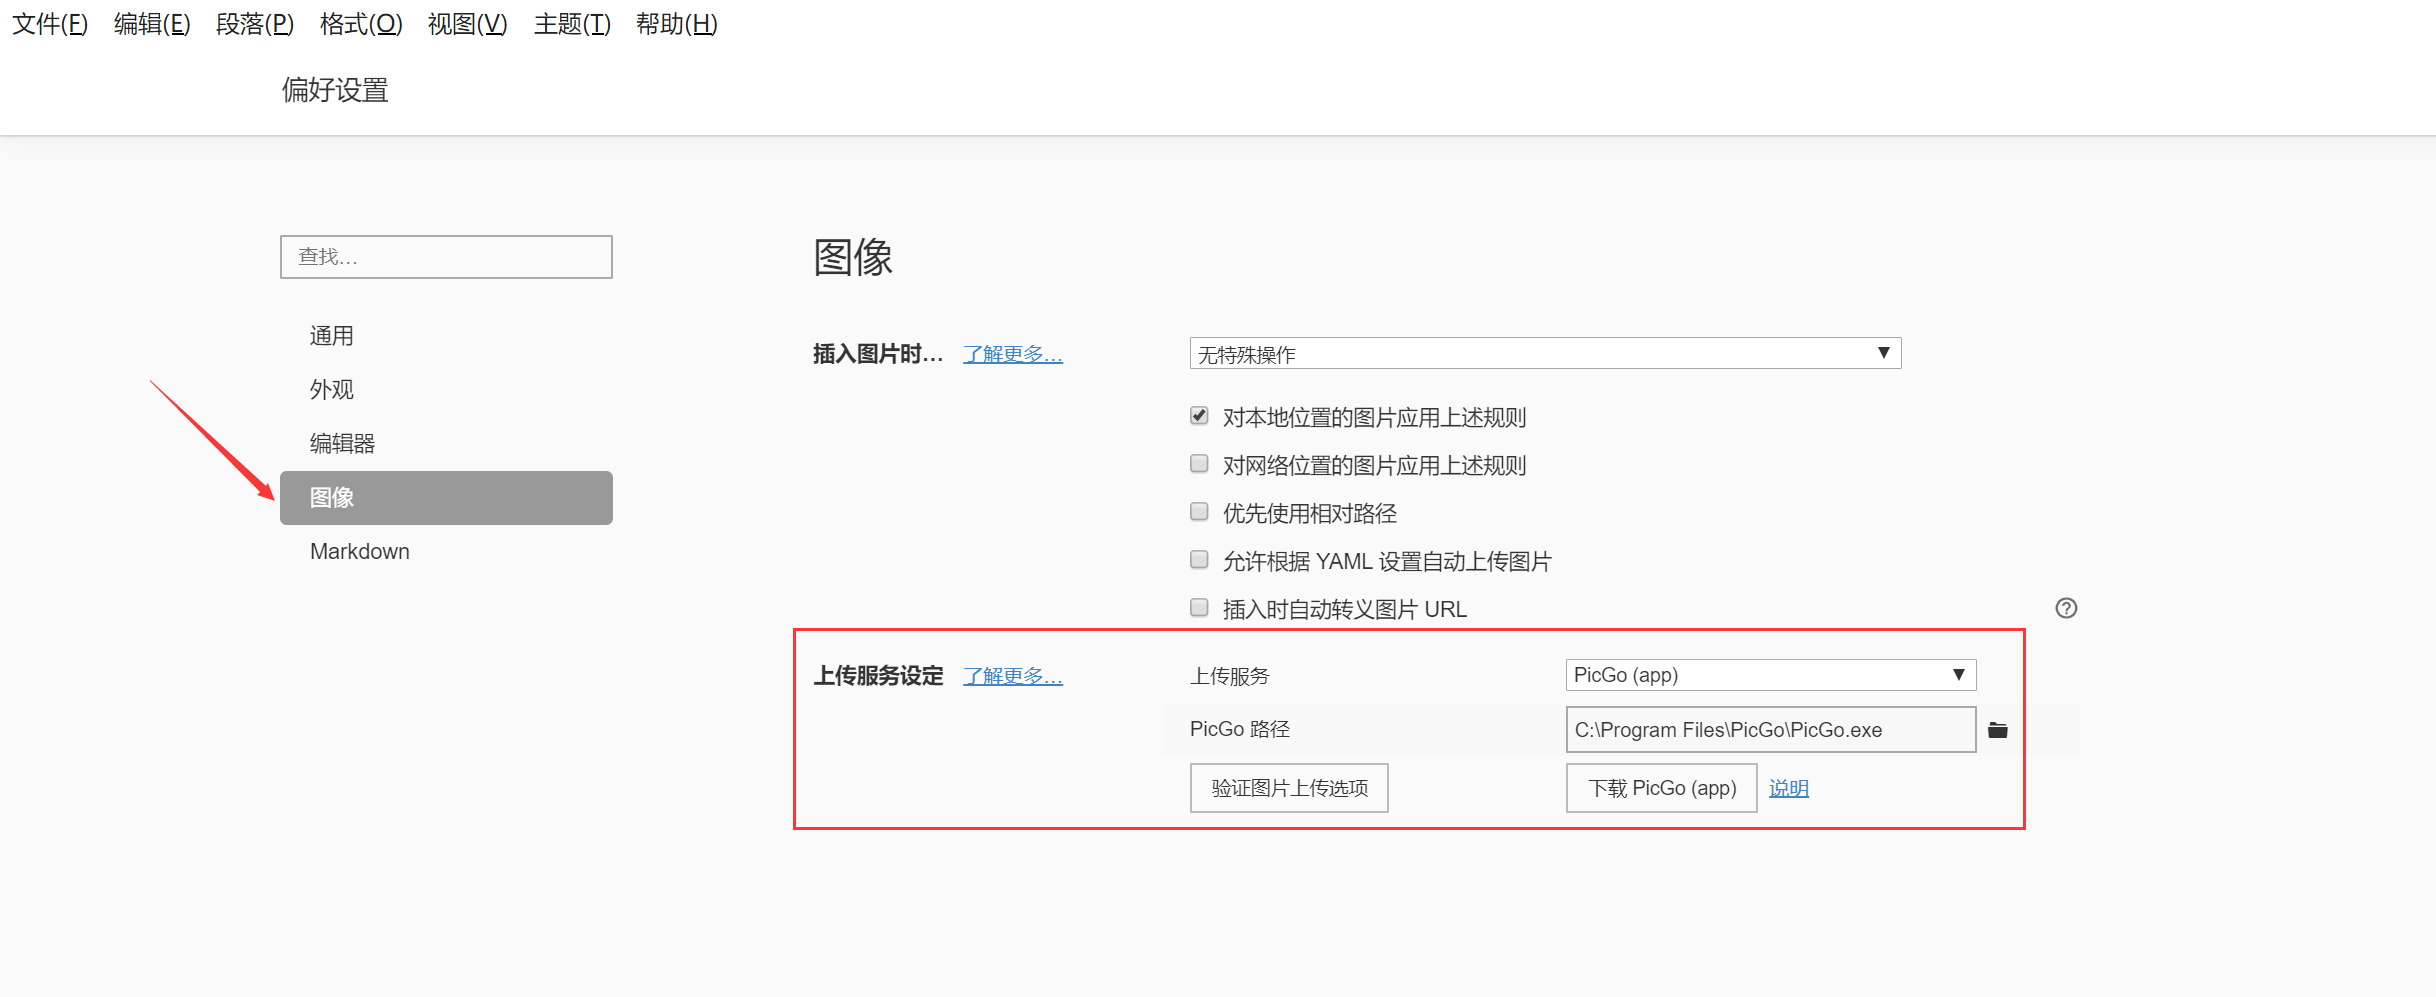 文件(F) 编辑(E) 段落(P) 格式(O) 视图(V) 主题(T) 帮助(H)
偏好设置
查找...
通用
外观
编辑器
图像
Markdown
图像
插入图片时... 了解更多... 无特殊操作
对本地位置的图片应用上述规则
对网络位置的图片应用上述规则
优先使用相对路径
允许根据 YAML 设置自动上传图片
插入时自动转义图片 URL
上传服务设定 了解更多... 上传服务 PicGo (app)
PicGo 路径 C:\Program Files\PicGo\PicGo.exe
验证图片上传选项 下载 PicGo (app) 说明